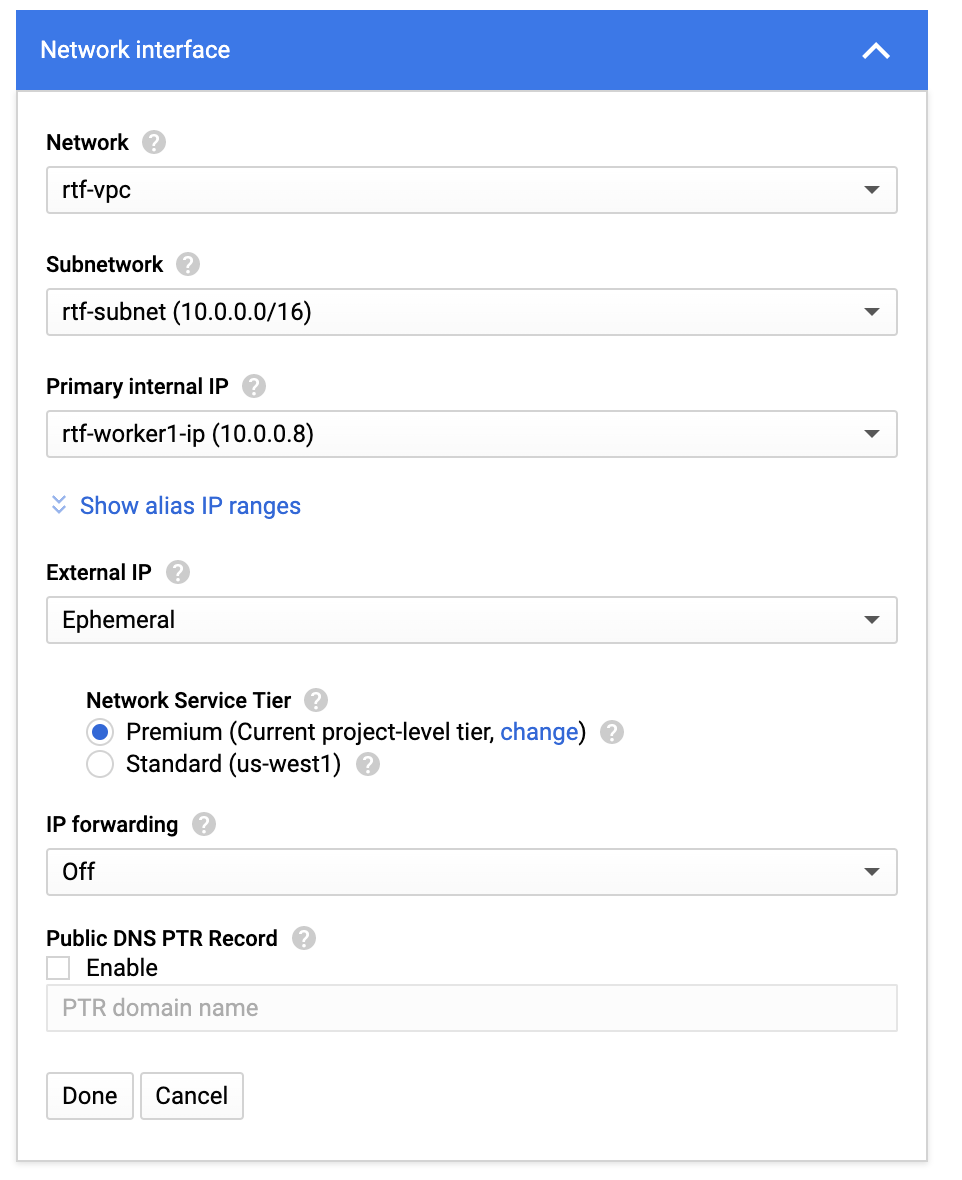 Network interface
Network ?
rtf-vpc
Subnetwork ?
rtf-subnet (10.0.0.0/16)
Primary internal IP ?
rtf-worker1-ip (10.0.0.8)
Show alias IP ranges
External IP ?
Ephemeral
Network Service Tier ?
Premium (Current project-level tier, change) ?
Standard (us-west1) ?
IP forwarding ?
Off
Public DNS PTR Record ?
Enable
PTR domain name
Done Cancel